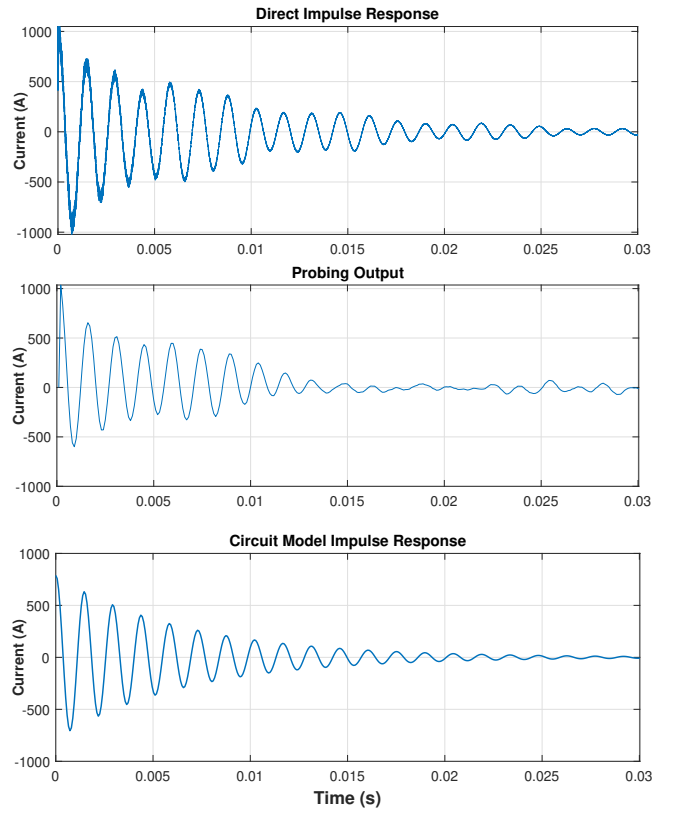 Direct Impulse Response
1000
500
0
-500
-1000
Current (A)
0 0.005 0.01 0.015 0.02 0.025 0.03
Probing Output
1000
500
0
-500
-1000
Current (A)
0 0.005 0.01 0.015 0.02 0.025 0.03
Circuit Model Impulse Response
1000
500
0
-500
-1000
Current (A)
0 0.005 0.01 0.015 0.02 0.025 0.03
Time (s)